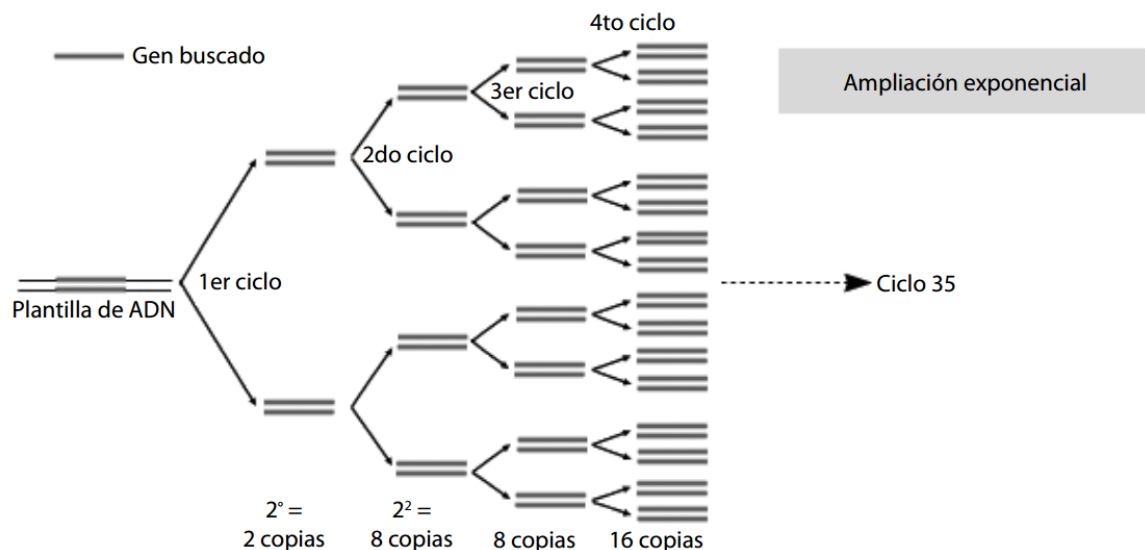 4to ciclo
Gen buscado
Ampliación exponencial
3er ciclo
2do ciclo
1er ciclo
Ciclo 35
Plantilla de ADN
2° =
2 copias
2² =
8 copias
8 copias
16 copias